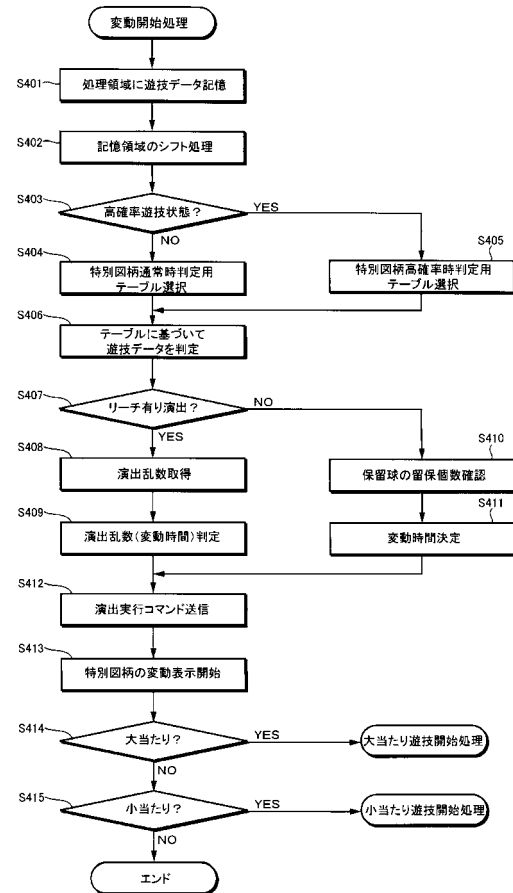 変動開始処理
S401
処理領域に遊技データ記憶
S402
記憶領域のシフト処理
S403
高確率遊技状態?
YES
NO
S404
特別図柄通常時判定用
テーブル選択
S405
特別図柄高確率時判定用
テーブル選択
S406
テーブルに基づいて
遊技データを判定
S407
リーチ有り演出?
NO
YES
S408
演出乱数取得
S410
保留球の留保個数確認
S409
演出乱数(変動時間)判定
S411
変動時間決定
S412
演出実行コマンド送信
S413
特別図柄の変動表示開始
S414
大当たり?
YES
大当たり遊技開始処理
NO
S415
小当たり?
YES
小当たり遊技開始処理
NO
エンド